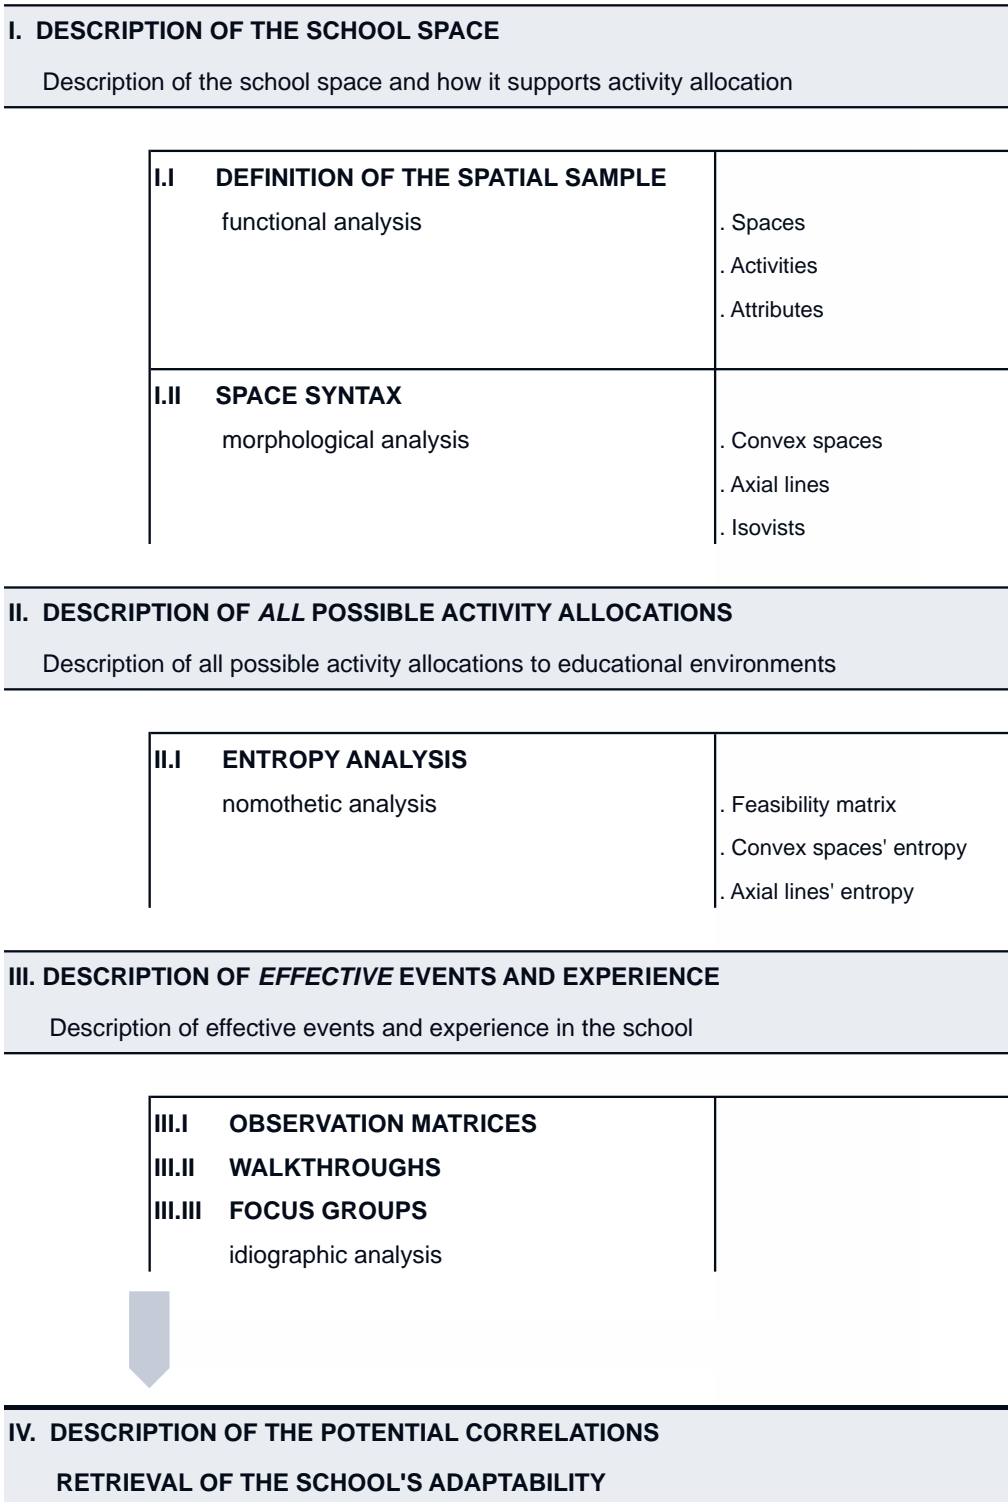 I. DESCRIPTION OF THE SCHOOL SPACE
Description of the school space and how it supports activity allocation
I.I DEFINITION OF THE SPATIAL SAMPLE
functional analysis
. Spaces
. Activities
. Attributes
I.II SPACE SYNTAX
morphological analysis
. Convex spaces
. Axial lines
. Isovists
II. DESCRIPTION OF ALL POSSIBLE ACTIVITY ALLOCATIONS
Description of all possible activity allocations to educational environments
II.I ENTROPY ANALYSIS
nomothetic analysis
. Feasibility matrix
. Convex spaces' entropy
. Axial lines' entropy
III. DESCRIPTION OF EFFECTIVE EVENTS AND EXPERIENCE
Description of effective events and experience in the school
III.I OBSERVATION MATRICES
III.II WALKTHROUGHS
III.III FOCUS GROUPS
idiographic analysis
IV. DESCRIPTION OF THE POTENTIAL CORRELATIONS
RETRIEVAL OF THE SCHOOL'S ADAPTABILITY